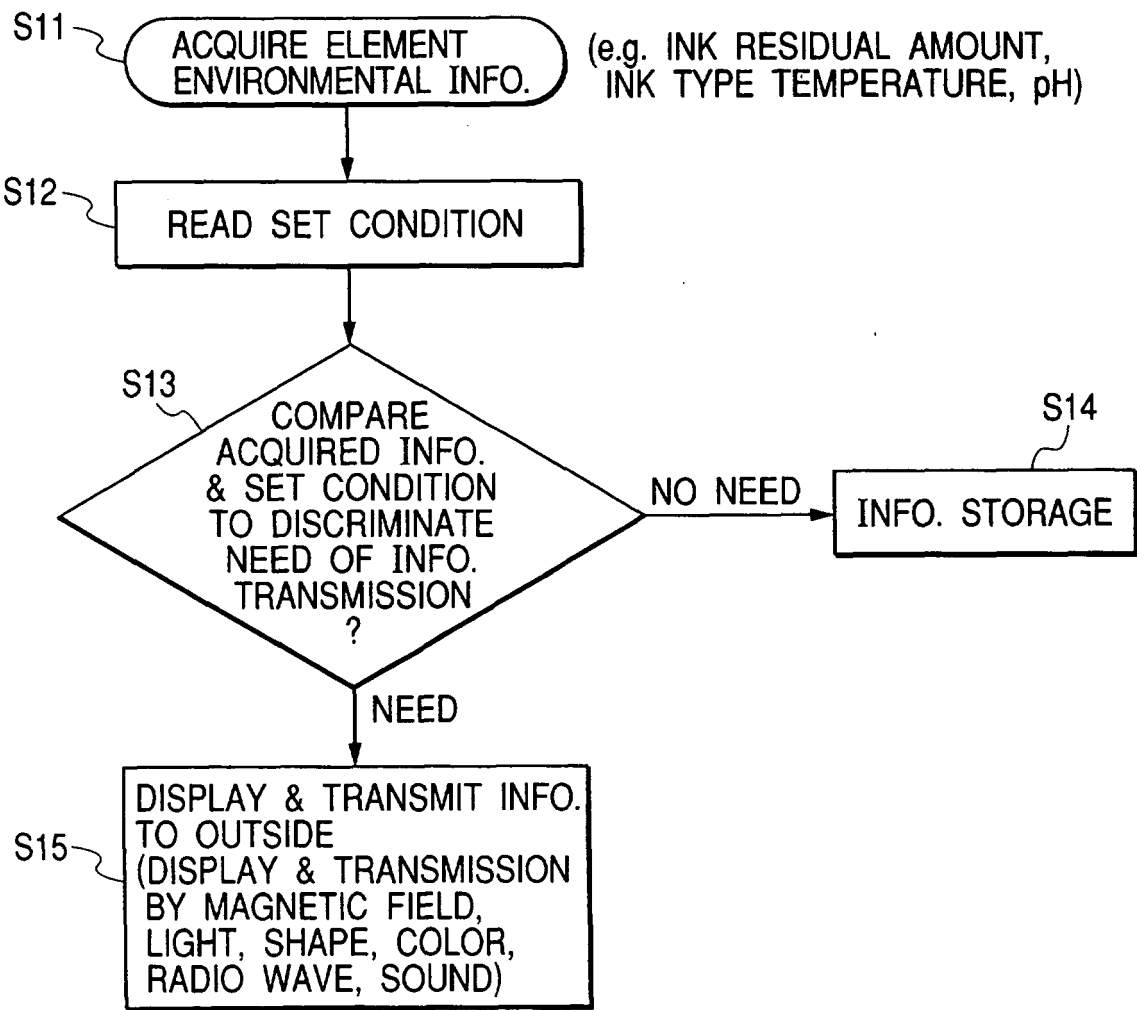 S11
ACQUIRE ELEMENT
ENVIRONMENTAL INFO.
(e.g. INK RESIDUAL AMOUNT,
INK TYPE TEMPERATURE, pH)
S12
READ SET CONDITION
S13
COMPARE
ACQUIRED INFO.
& SET CONDITION
TO DISCRIMINATE
NEED OF INFO.
TRANSMISSION
?
NO NEED
S14
INFO. STORAGE
NEED
S15
DISPLAY & TRANSMIT INFO.
TO OUTSIDE
(DISPLAY & TRANSMISSION
BY MAGNETIC FIELD,
LIGHT, SHAPE, COLOR,
RADIO WAVE, SOUND)